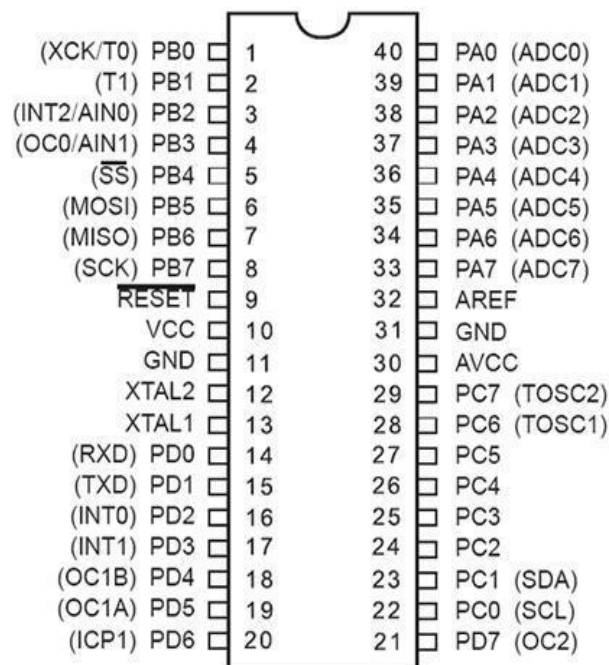 (XCK/T0) PB0 1 40 PA0 (ADC0)
(T1) PB1 2 39 PA1 (ADC1)
(INT2/AIN0) PB2 3 38 PA2 (ADC2)
(OC0/AIN1) PB3 4 37 PA3 (ADC3)
(SS) PB4 5 36 PA4 (ADC4)
(MOSI) PB5 6 35 PA5 (ADC5)
(MISO) PB6 7 34 PA6 (ADC6)
(SCK) PB7 8 33 PA7 (ADC7)
RESET 9 32 AREF
VCC 10 31 GND
GND 11 30 AVCC
XTAL2 12 29 PC7 (TOSC2)
XTAL1 13 28 PC6 (TOSC1)
(RXD) PD0 14 27 PC5
(TXD) PD1 15 26 PC4
(INT0) PD2 16 25 PC3
(INT1) PD3 17 24 PC2
(OC1B) PD4 18 23 PC1 (SDA)
(OC1A) PD5 19 22 PC0 (SCL)
(ICP1) PD6 20 21 PD7 (OC2)